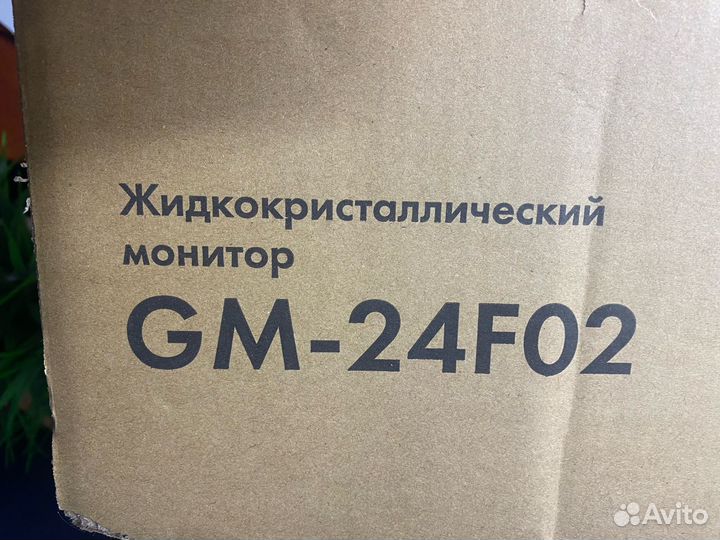 Жидкокристаллический
монитор
GM-24F02
Avito